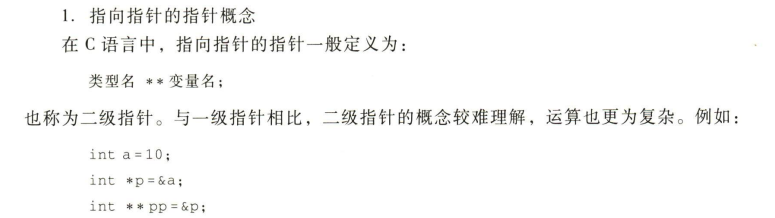 1. 指向指针的指针概念
在 C 语言中，指向指针的指针一般定义为：
类型名 ** 变量名;
也称为二级指针。与一级指针相比，二级指针的概念较难理解，运算也更为复杂。例如：
int a=10;
int *p=&a;
int **pp=&p;